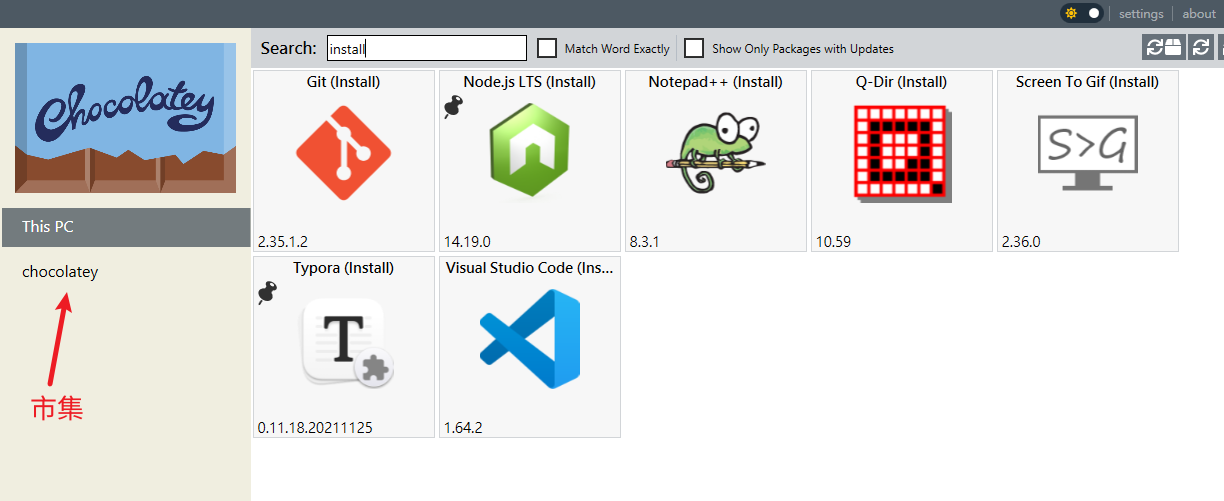 settings
about
Chocolatey
Search:
install
Match Word Exactly
Show Only Packages with Updates
This PC
chocolatey
市集
Git (Install)
2.35.1.2
Node.js LTS (Install)
14.19.0
Notepad++ (Install)
8.3.1
Q-Dir (Install)
10.59
Screen To Gif (Install)
S>G
2.36.0
Typora (Install)
T
0.11.18.20211125
Visual Studio Code (Ins...
1.64.2